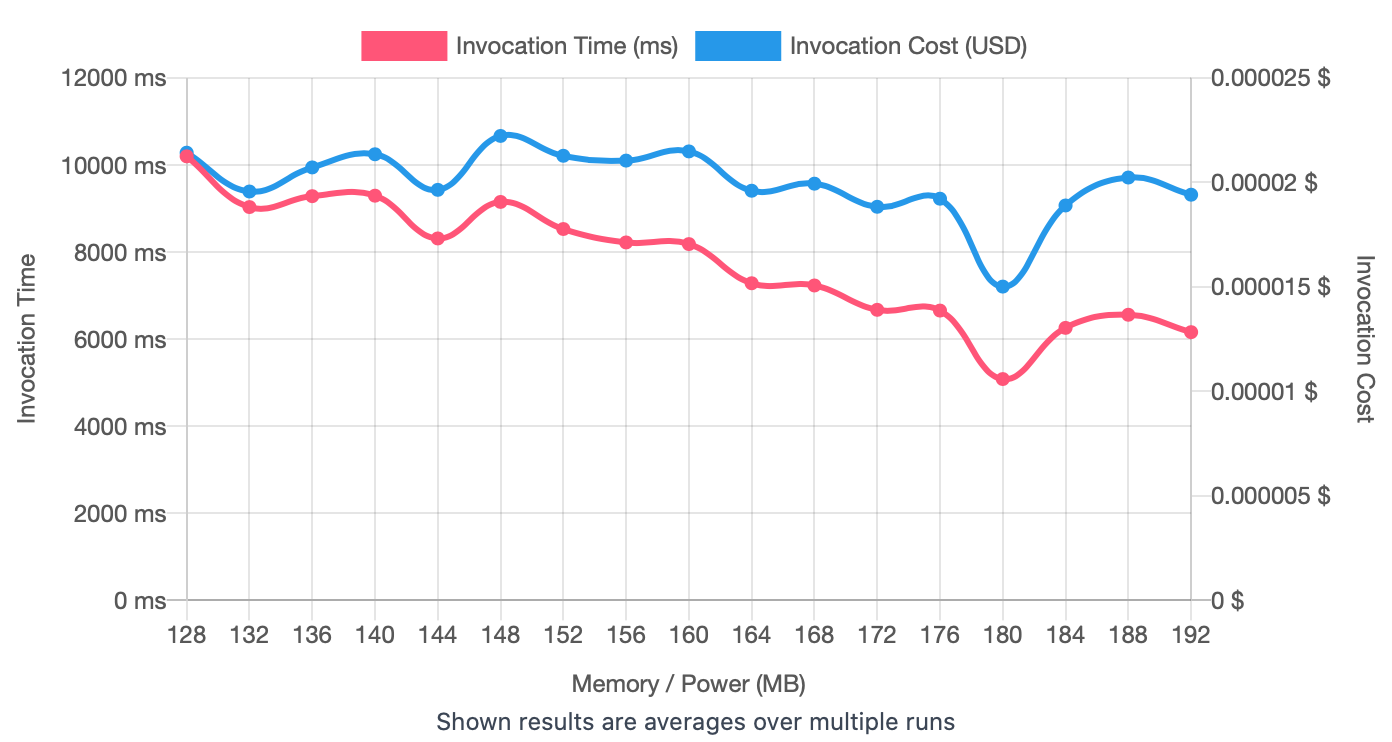 Invocation Time (ms) Invocation Cost (USD)
12000 ms
10000 ms
8000 ms
6000 ms
4000 ms
2000 ms
0 ms
Invocation Time
0.000025 $
0.00002 $
0.000015 $
0.00001 $
0.000005 $
0 $
Invocation Cost
128 132 136 140 144 148 152 156 160 164 168 172 176 180 184 188 192
Memory / Power (MB)
Shown results are averages over multiple runs